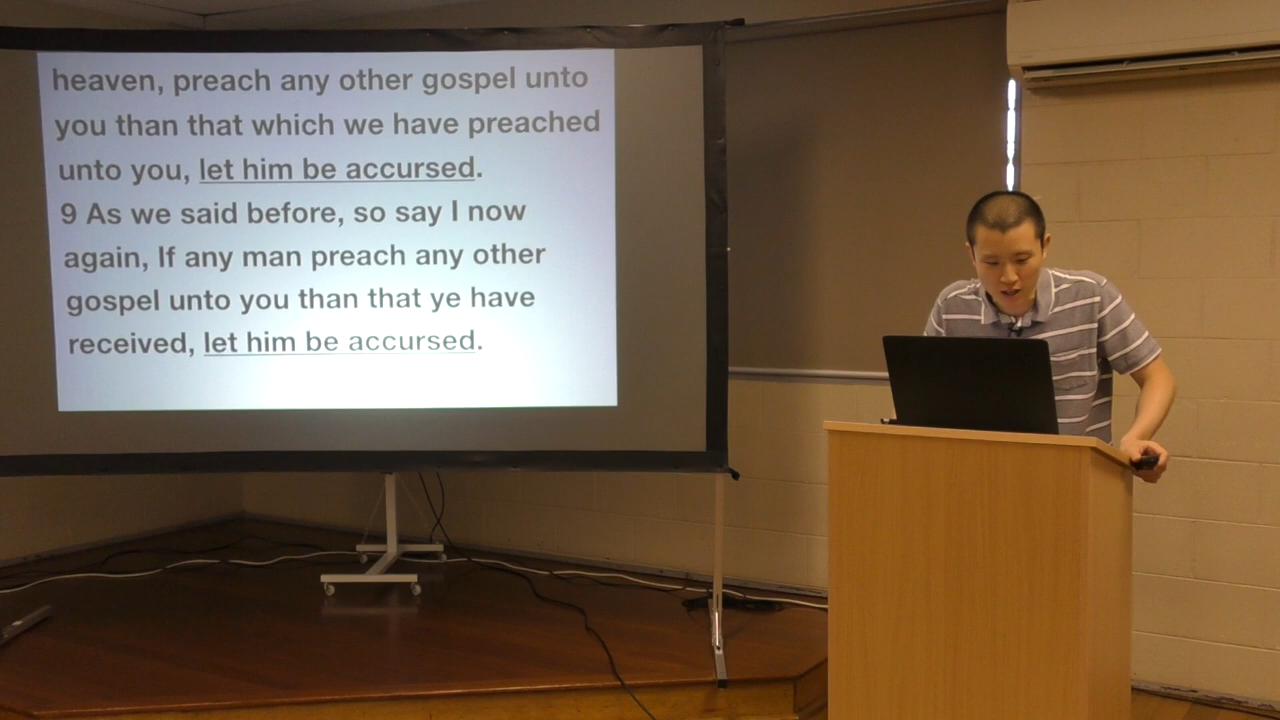 heaven, preach any other gospel unto
you than that which we have preached
unto you, let him be accursed.
9 As we said before, so say I now
again, If any man preach any other
gospel unto you than that ye have
received, let him be accursed.